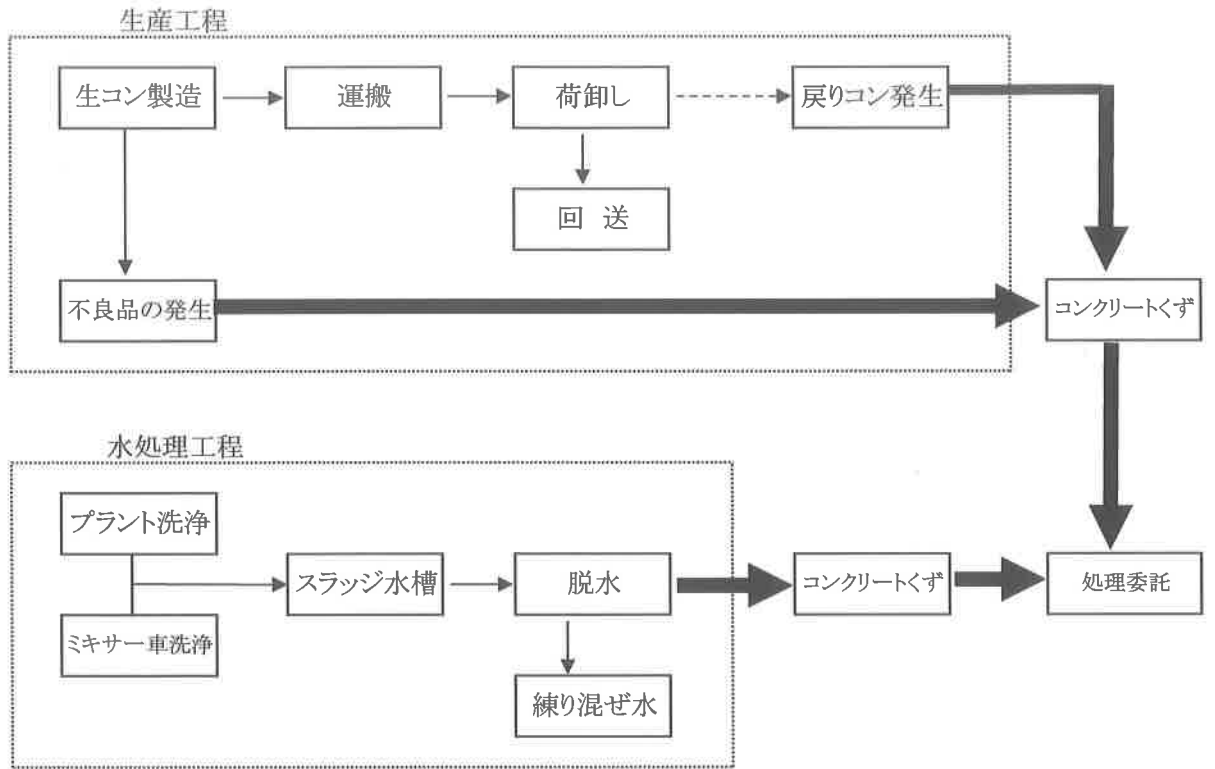 生産工程
生コン製造
運搬
荷卸し
戻りコン発生
回 送
不良品の発生
コンクリートくず
水処理工程
プラント洗浄
スラッジ水槽
脱水
コンクリートくず
処理委託
ミキサー車洗浄
練り混ぜ水